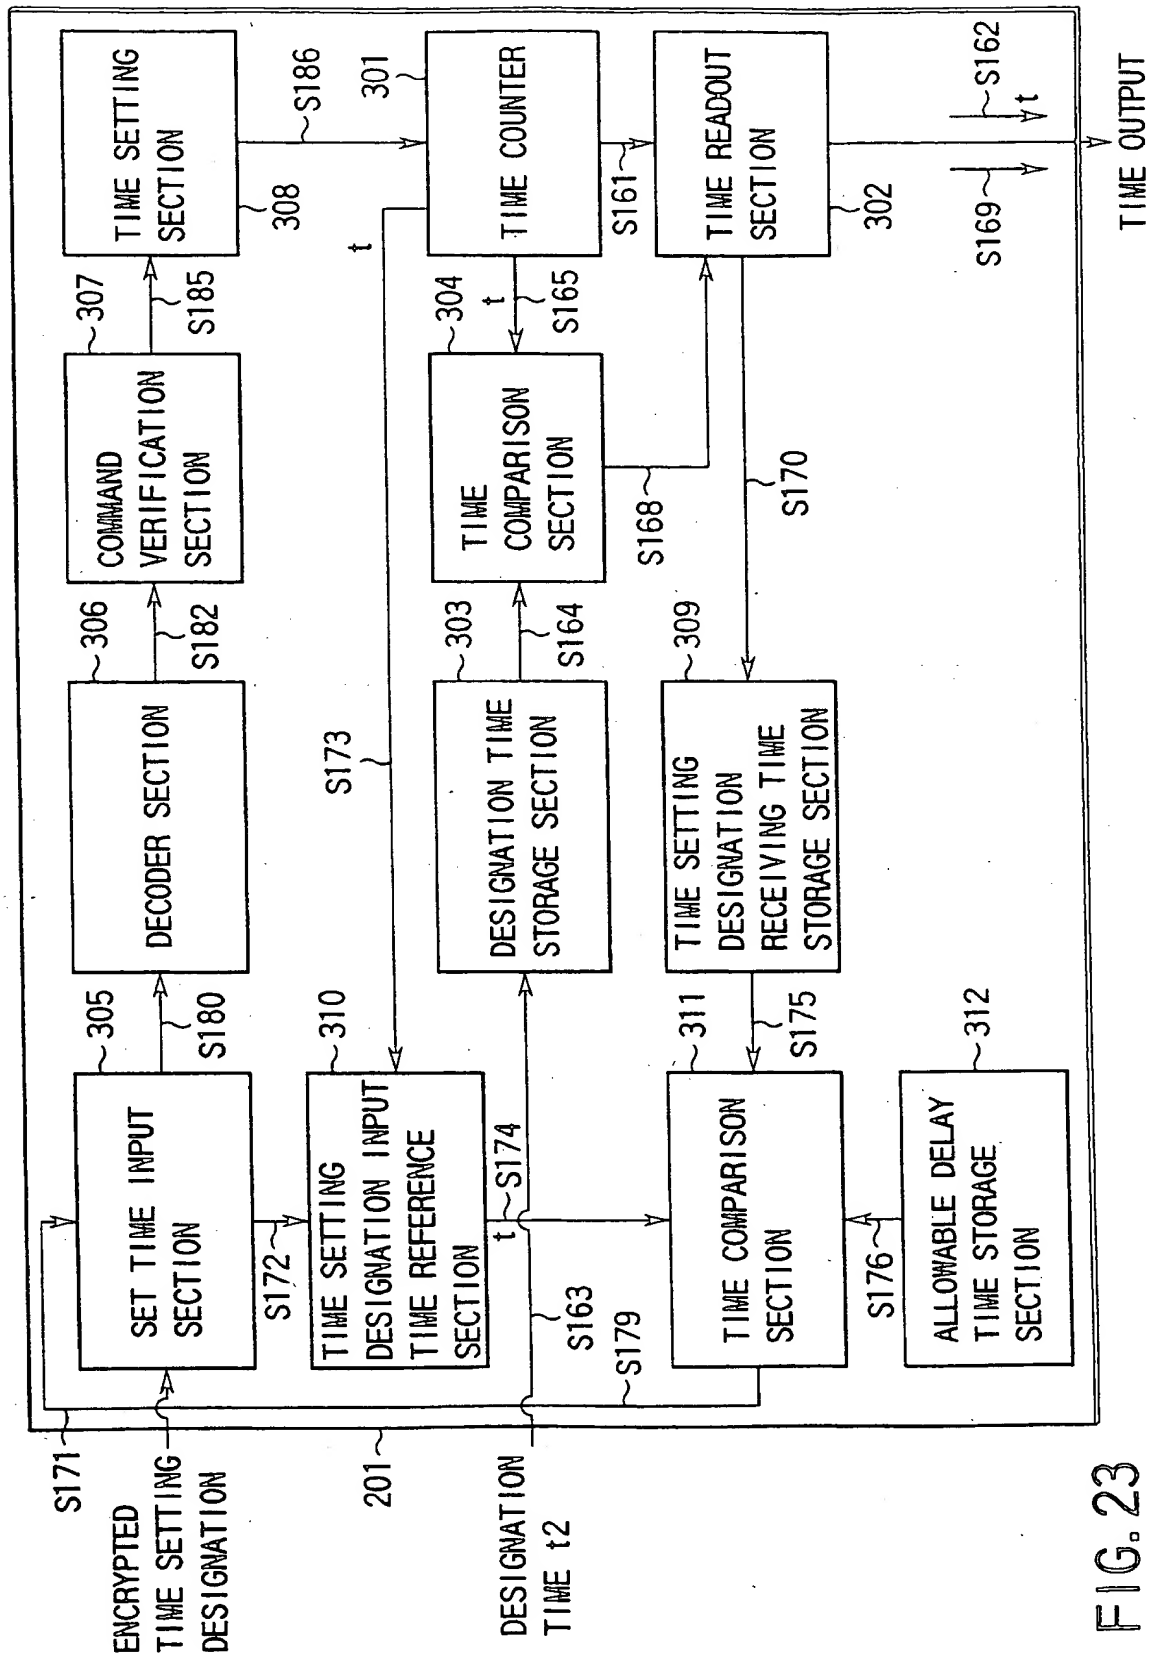 S171
ENCRYPTED
TIME SETTING
DESIGNATION
SET TIME INPUT
SECTION
305
S180
DECODER SECTION
306
S182
COMMAND
VERIFICATION
SECTION
307
S185
TIME SETTING
SECTION
308
S186
S172
TIME SETTING
DESIGNATION INPUT
TIME REFERENCE
SECTION
310
S173
t
201
DESIGNATION
TIME t2
S163
t
S174
DESIGNATION TIME
STORAGE SECTION
303
S164
TIME
COMPARISON
SECTION
304
t
S165
TIME COUNTER
301
S161
S168
S179
TIME COMPARISON
SECTION
311
S175
TIME SETTING
DESIGNATION
RECEIVING TIME
STORAGE SECTION
309
S170
TIME READOUT
SECTION
302
S176
ALLOWABLE DELAY
TIME STORAGE
SECTION
312
S169
t
S162
TIME OUTPUT
FIG. 23